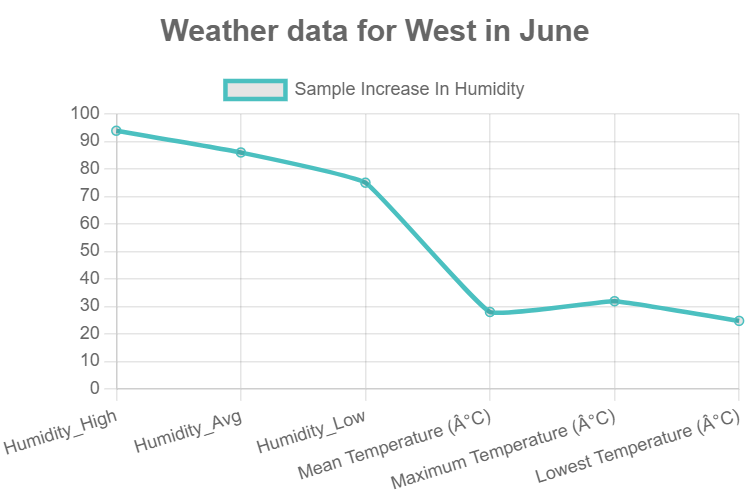 Weather data for West in June
Sample Increase In Humidity
100
90
80
70
60
50
40
30
20
10
0
Humidity_High
Humidity_Avg
Humidity_Low
Mean Temperature (Â°C)
Maximum Temperature (Â°C)
Lowest Temperature (Â°C)